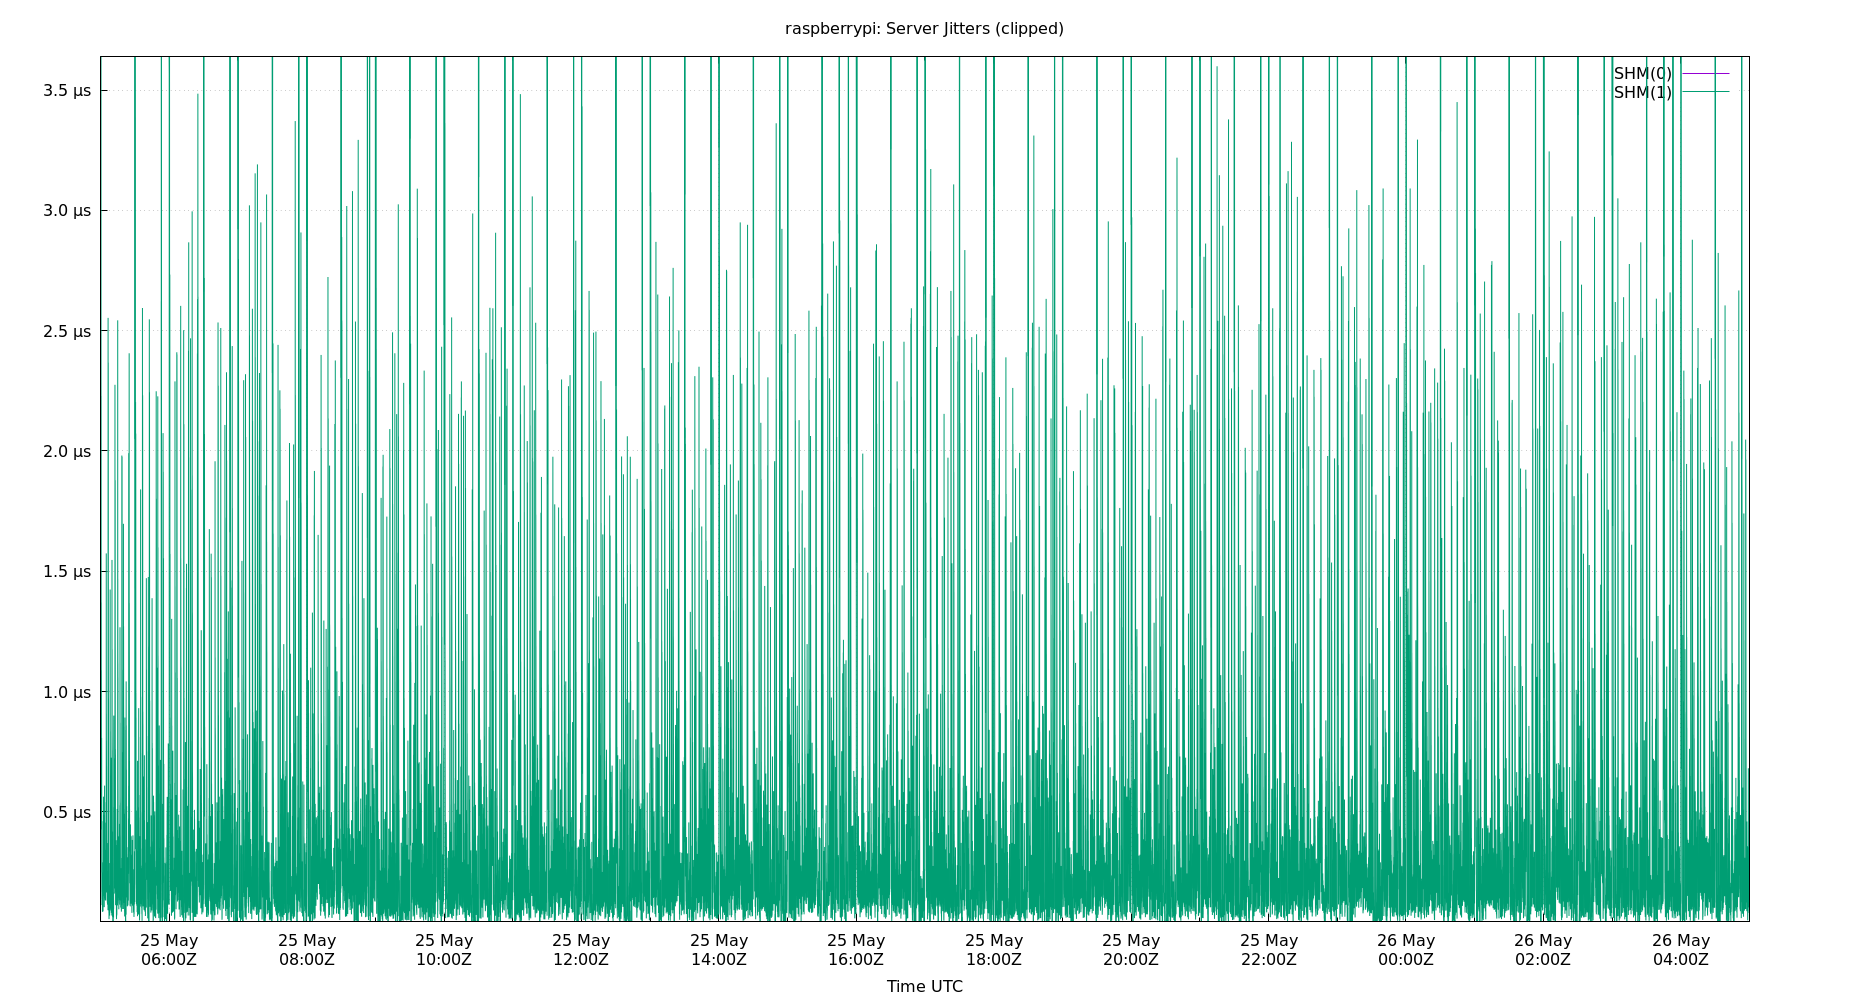 raspberrypi: Server Jitters (clipped)
SHM(0)
SHM(1)
3.5 μs
3.0 μs
2.5 μs
2.0 μs
1.5 μs
1.0 μs
0.5 μs
25 May 25 May 25 May 25 May 25 May 25 May 25 May 25 May 25 May 26 May 26 May 26 May
06:00Z 08:00Z 10:00Z 12:00Z 14:00Z 16:00Z 18:00Z 20:00Z 22:00Z 00:00Z 02:00Z 04:00Z
Time UTC